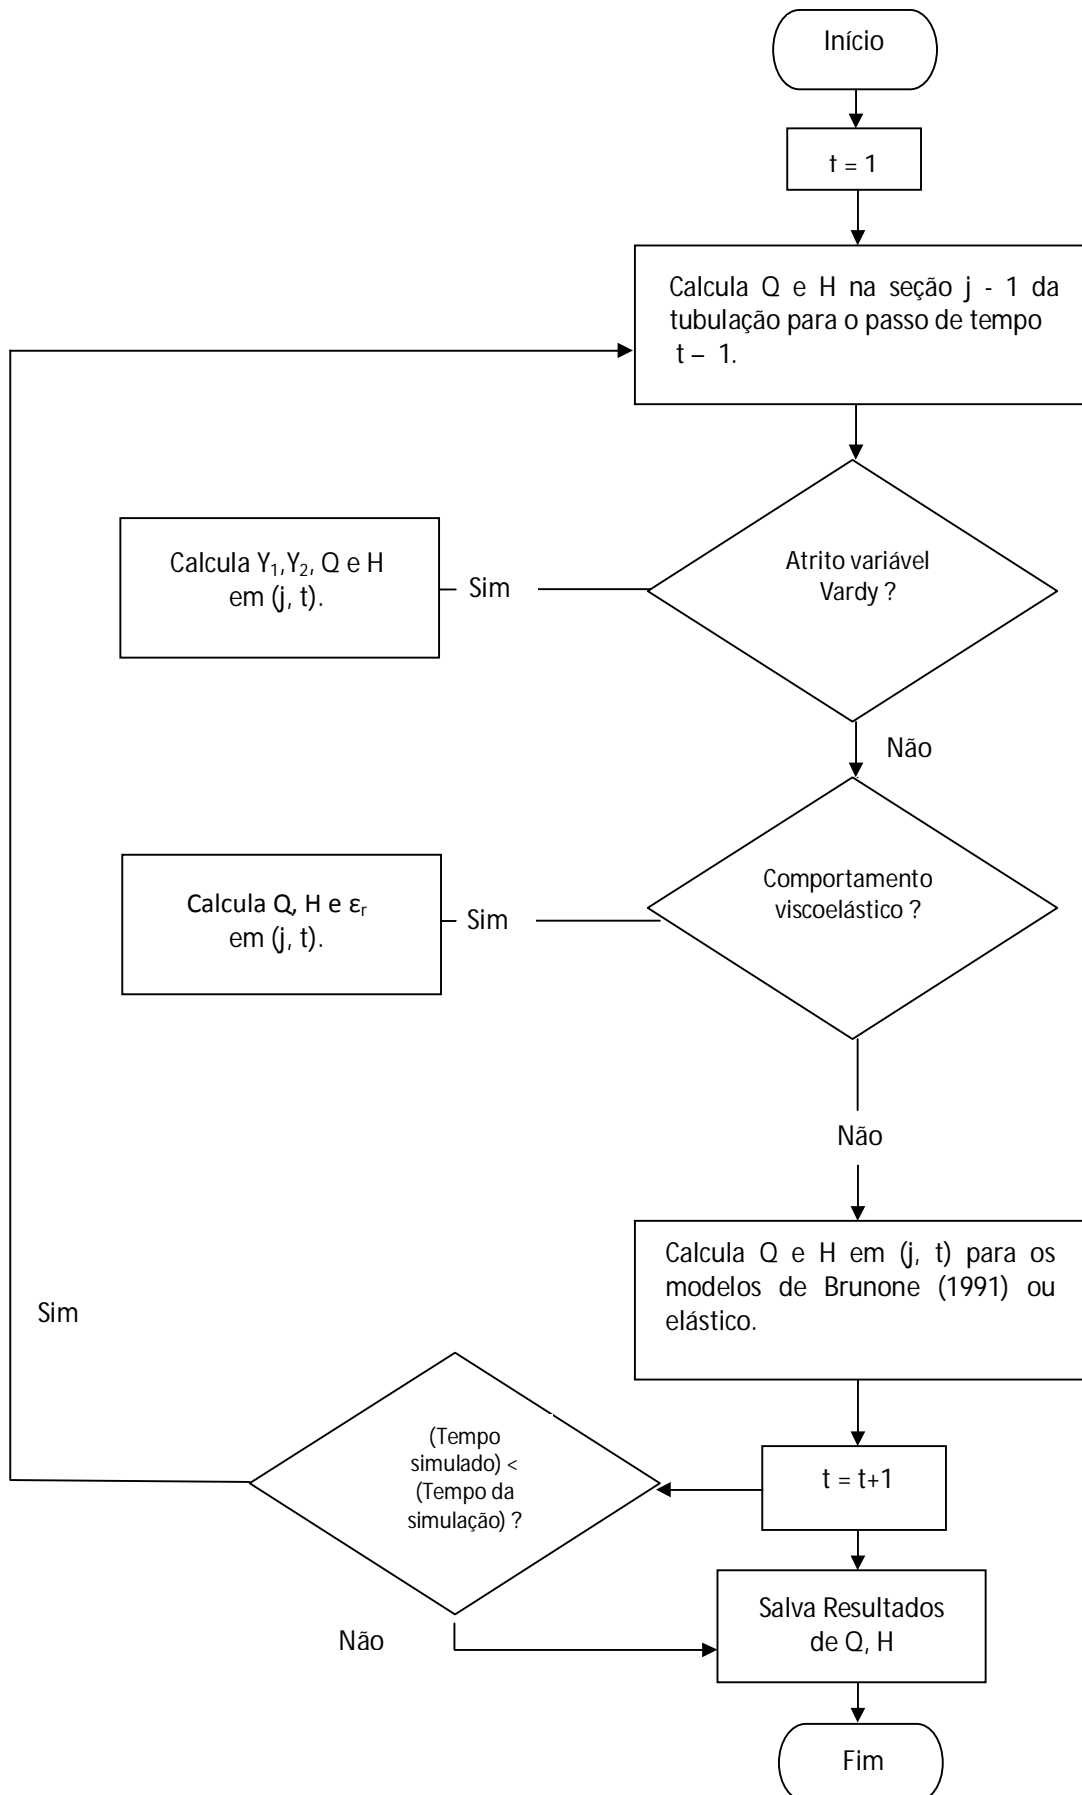 Início
t = 1
Calcula Q e H na seção j - 1 da
tubulação para o passo de tempo
t – 1.
Atrito variável
Vardy ?
Sim
Calcula Y₁,Y₂, Q e H
em (j, t).
Não
Comportamento
viscoelástico ?
Sim
Calcula Q, H e εᵣ
em (j, t).
Não
Calcula Q e H em (j, t) para os
modelos de Brunone (1991) ou
elástico.
t = t+1
(Tempo
simulado) <
(Tempo da
simulação) ?
Sim
Não
Salva Resultados
de Q, H
Fim